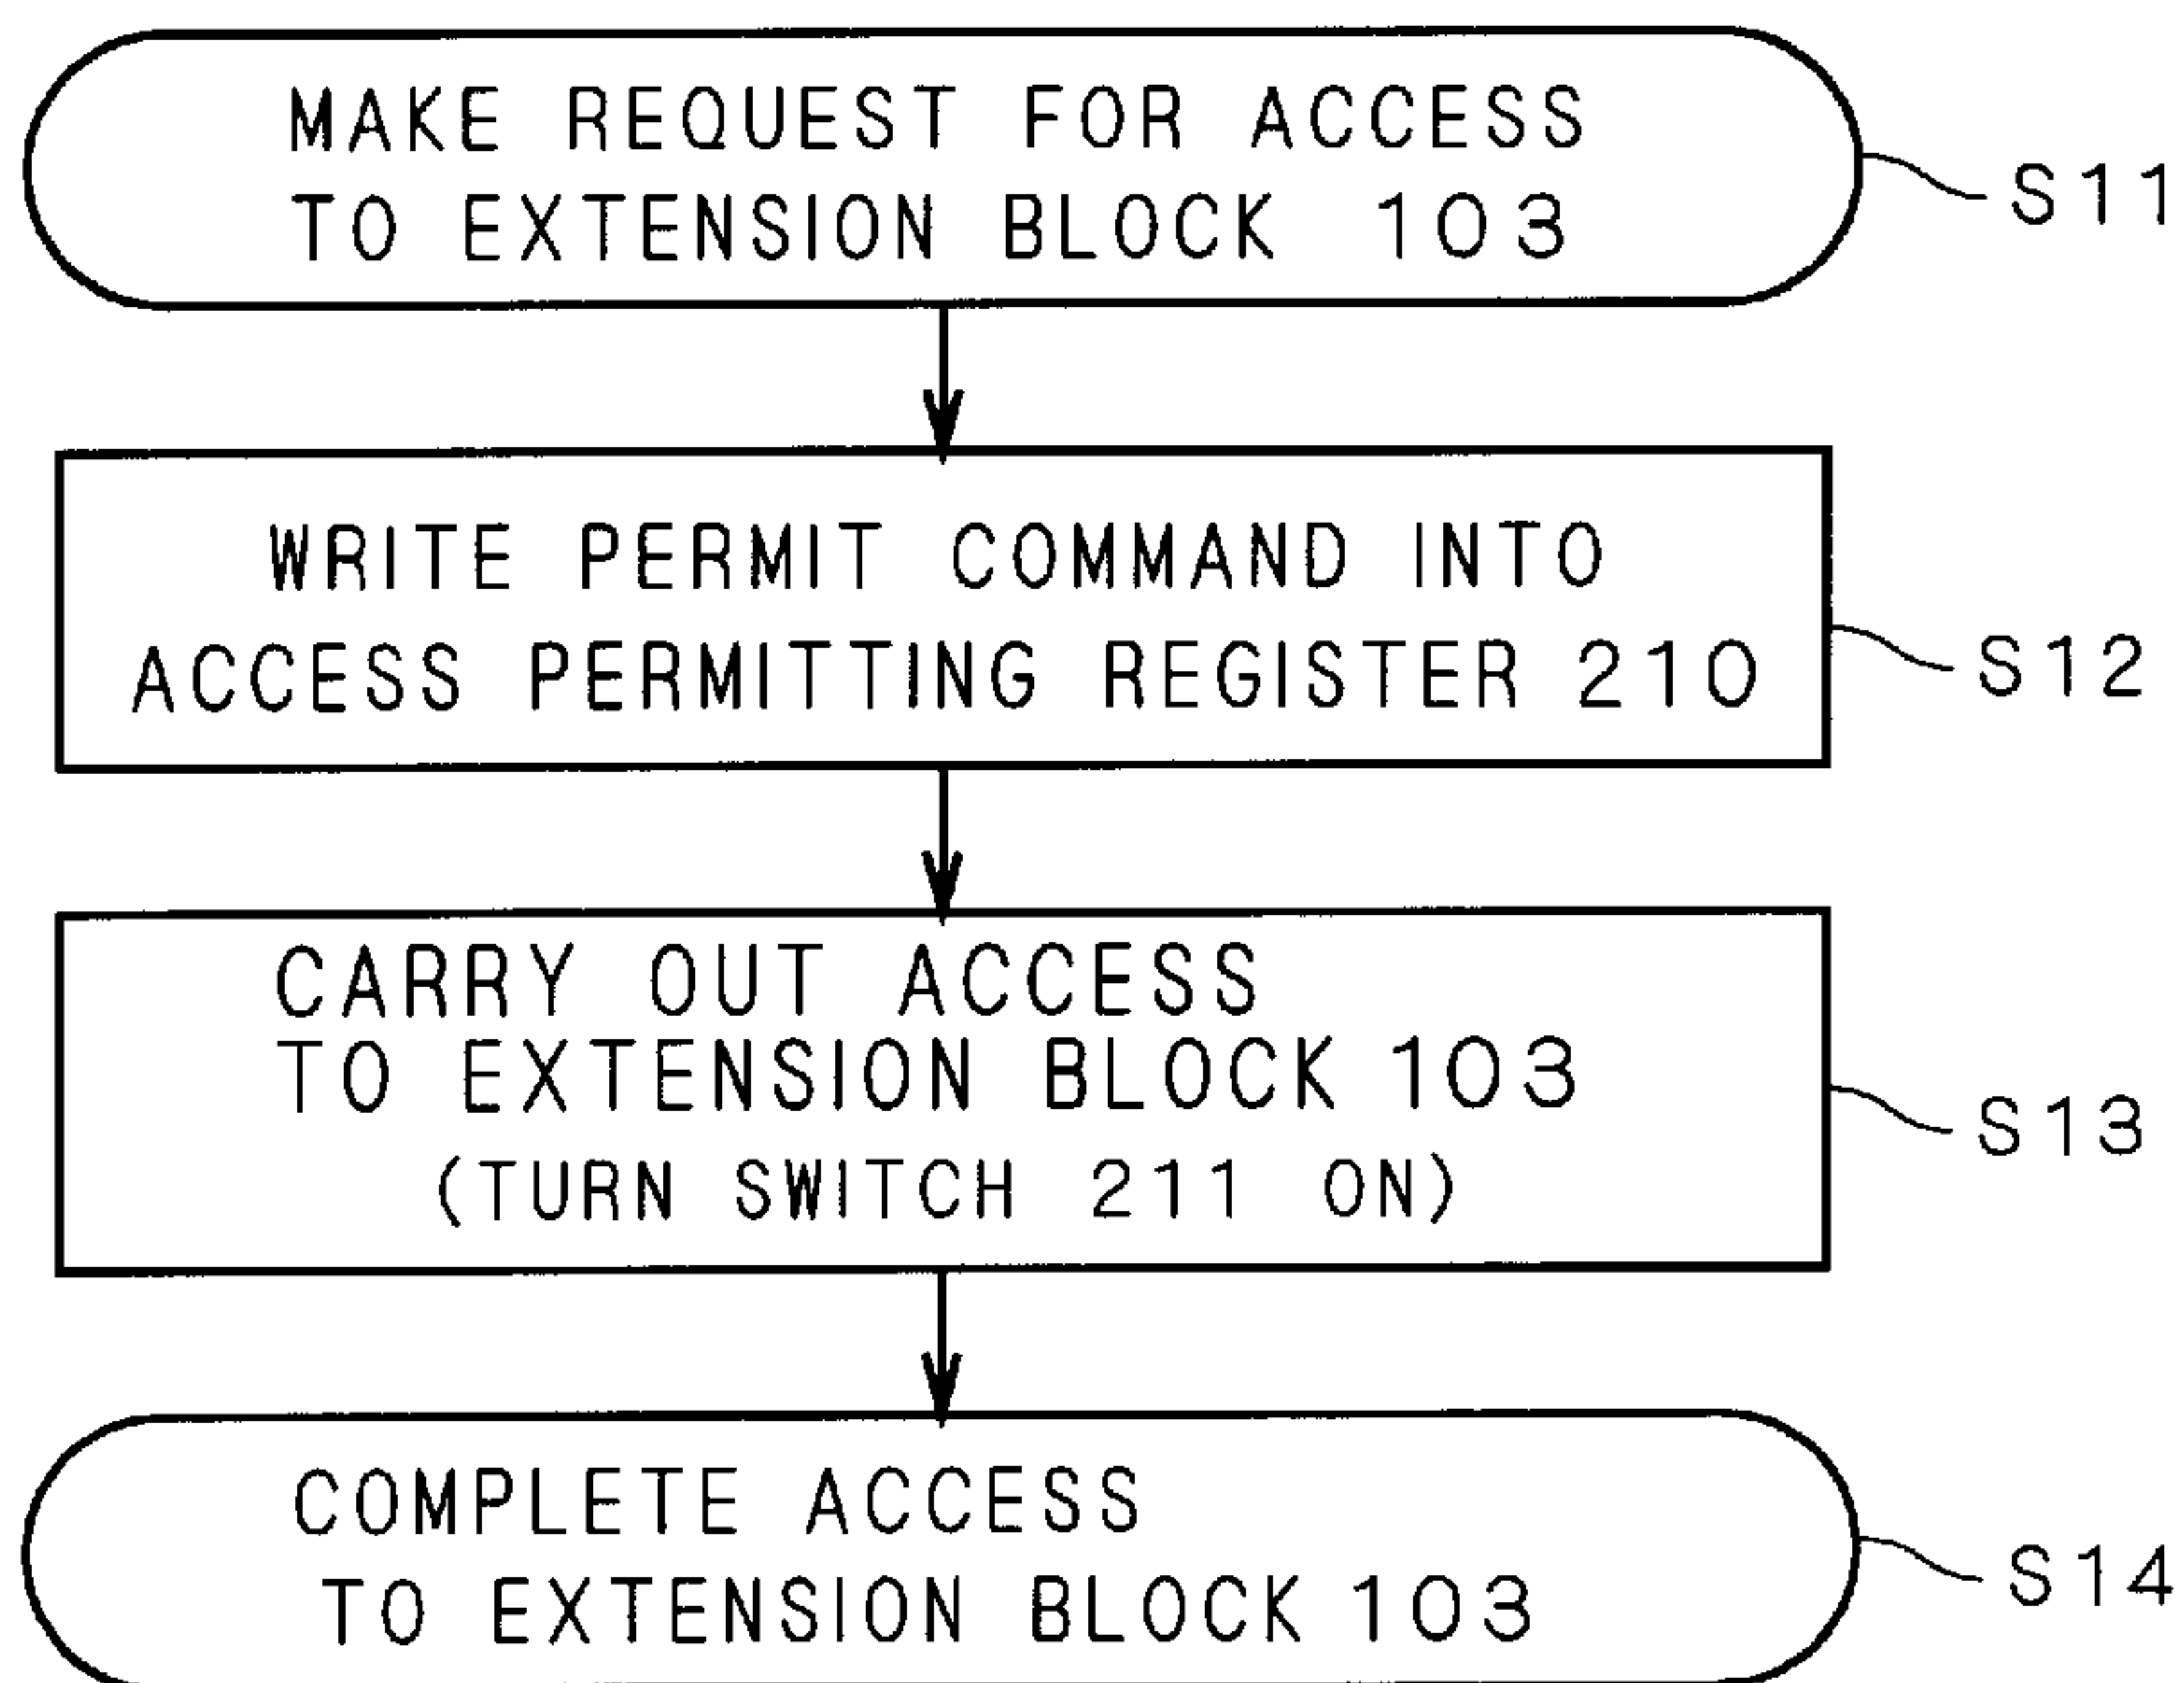 MAKE REQUEST FOR ACCESS
TO EXTENSION BLOCK 103
S11
WRITE PERMIT COMMAND INTO
ACCESS PERMITTING REGISTER 210
S12
CARRY OUT ACCESS
TO EXTENSION BLOCK 103
(TURN SWITCH 211 ON)
S13
COMPLETE ACCESS
TO EXTENSION BLOCK 103
S14